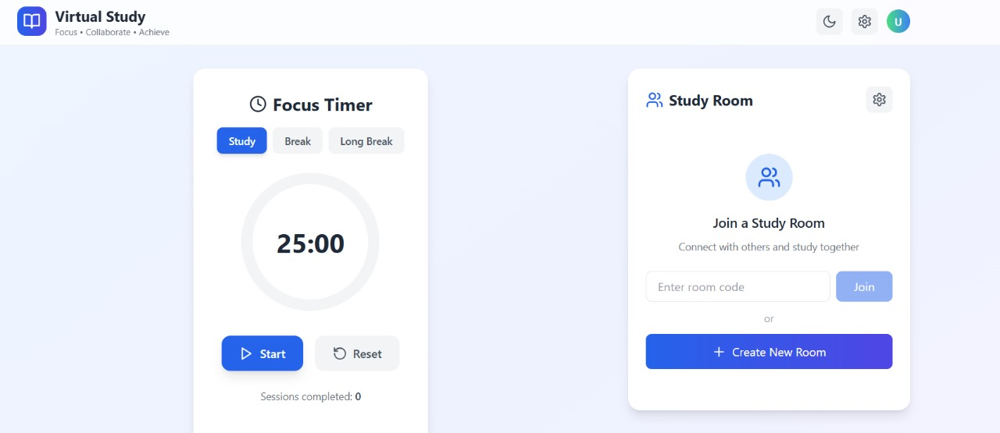 Virtual Study
Focus • Collaborate • Achieve
U
Focus Timer
Study Break Long Break
25:00
Start Reset
Sessions completed: 0
Study Room
Join a Study Room
Connect with others and study together
Enter room code Join
or
Create New Room